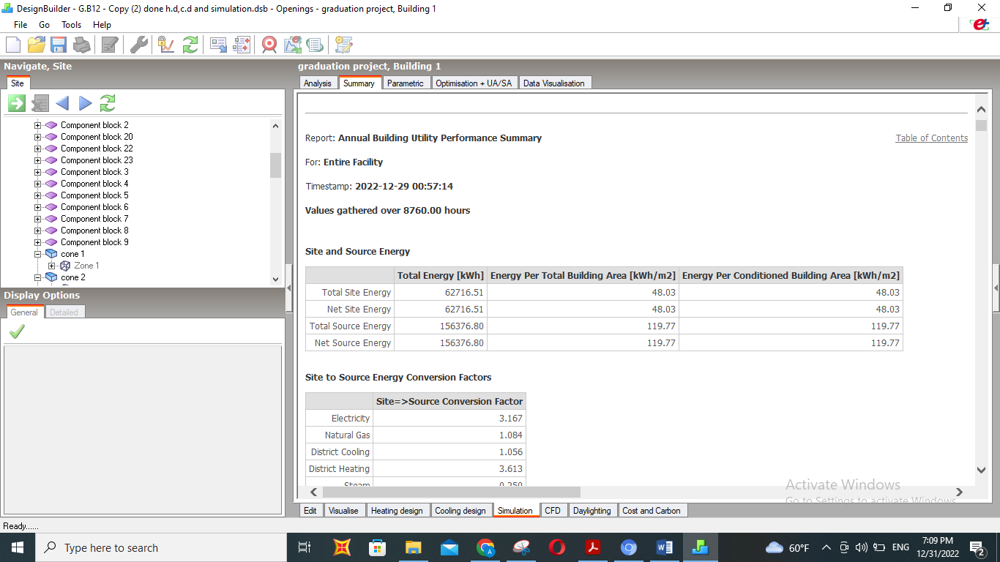 DesignBuilder - G.B12 - Copy (2) done h.d,c.d and simulation.dsb - Openings - graduation project, Building 1
File Go Tools Help
Navigate, Site
Site
Component block 2
Component block 20
Component block 22
Component block 23
Component block 3
Component block 4
Component block 5
Component block 6
Component block 7
Component block 8
Component block 9
cone 1
Zone 1
cone 2
Display Options
General Detailed
graduation project, Building 1
Analysis Summary Parametric Optimisation + UA/SA Data Visualisation
Report: Annual Building Utility Performance Summary Table of Contents
For: Entire Facility
Timestamp: 2022-12-29 00:57:14
Values gathered over 8760.00 hours
Site and Source Energy
Total Energy [kWh] Energy Per Total Building Area [kWh/m2] Energy Per Conditioned Building Area [kWh/m2]
Total Site Energy 62716.51 48.03 48.03
Net Site Energy 62716.51 48.03 48.03
Total Source Energy 156376.80 119.77 119.77
Net Source Energy 156376.80 119.77 119.77
Site to Source Energy Conversion Factors
Site=>Source Conversion Factor
Electricity 3.167
Natural Gas 1.084
District Cooling 1.056
District Heating 3.613
Steam 0.250
Activate Windows
Go to Settings to activate Windows.
Edit Visualise Heating design Cooling design Simulation CFD Daylighting Cost and Carbon
Ready......
Type here to search
60°F ENG 7:09 PM
12/31/2022
2